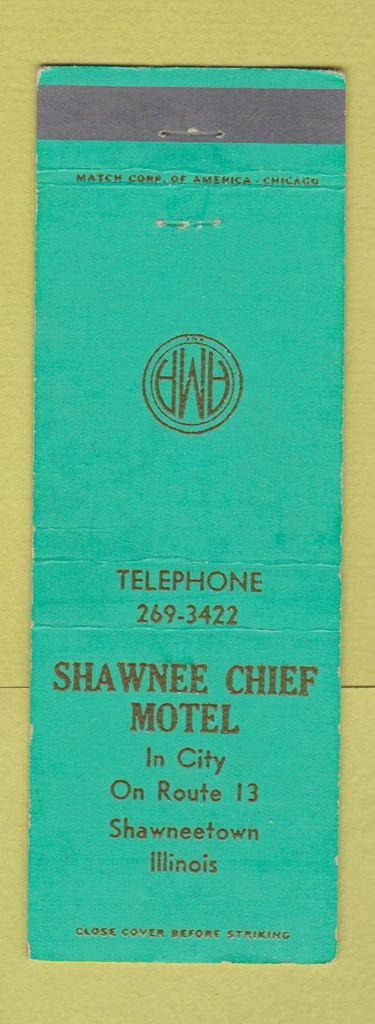 MATCH CORP. OF AMERICA - CHICAGO
TELEPHONE
269-3422
SHAWNEE CHIEF
MOTEL
In City
On Route 13
Shawneetown
Illinois
CLOSE COVER BEFORE STRIKING